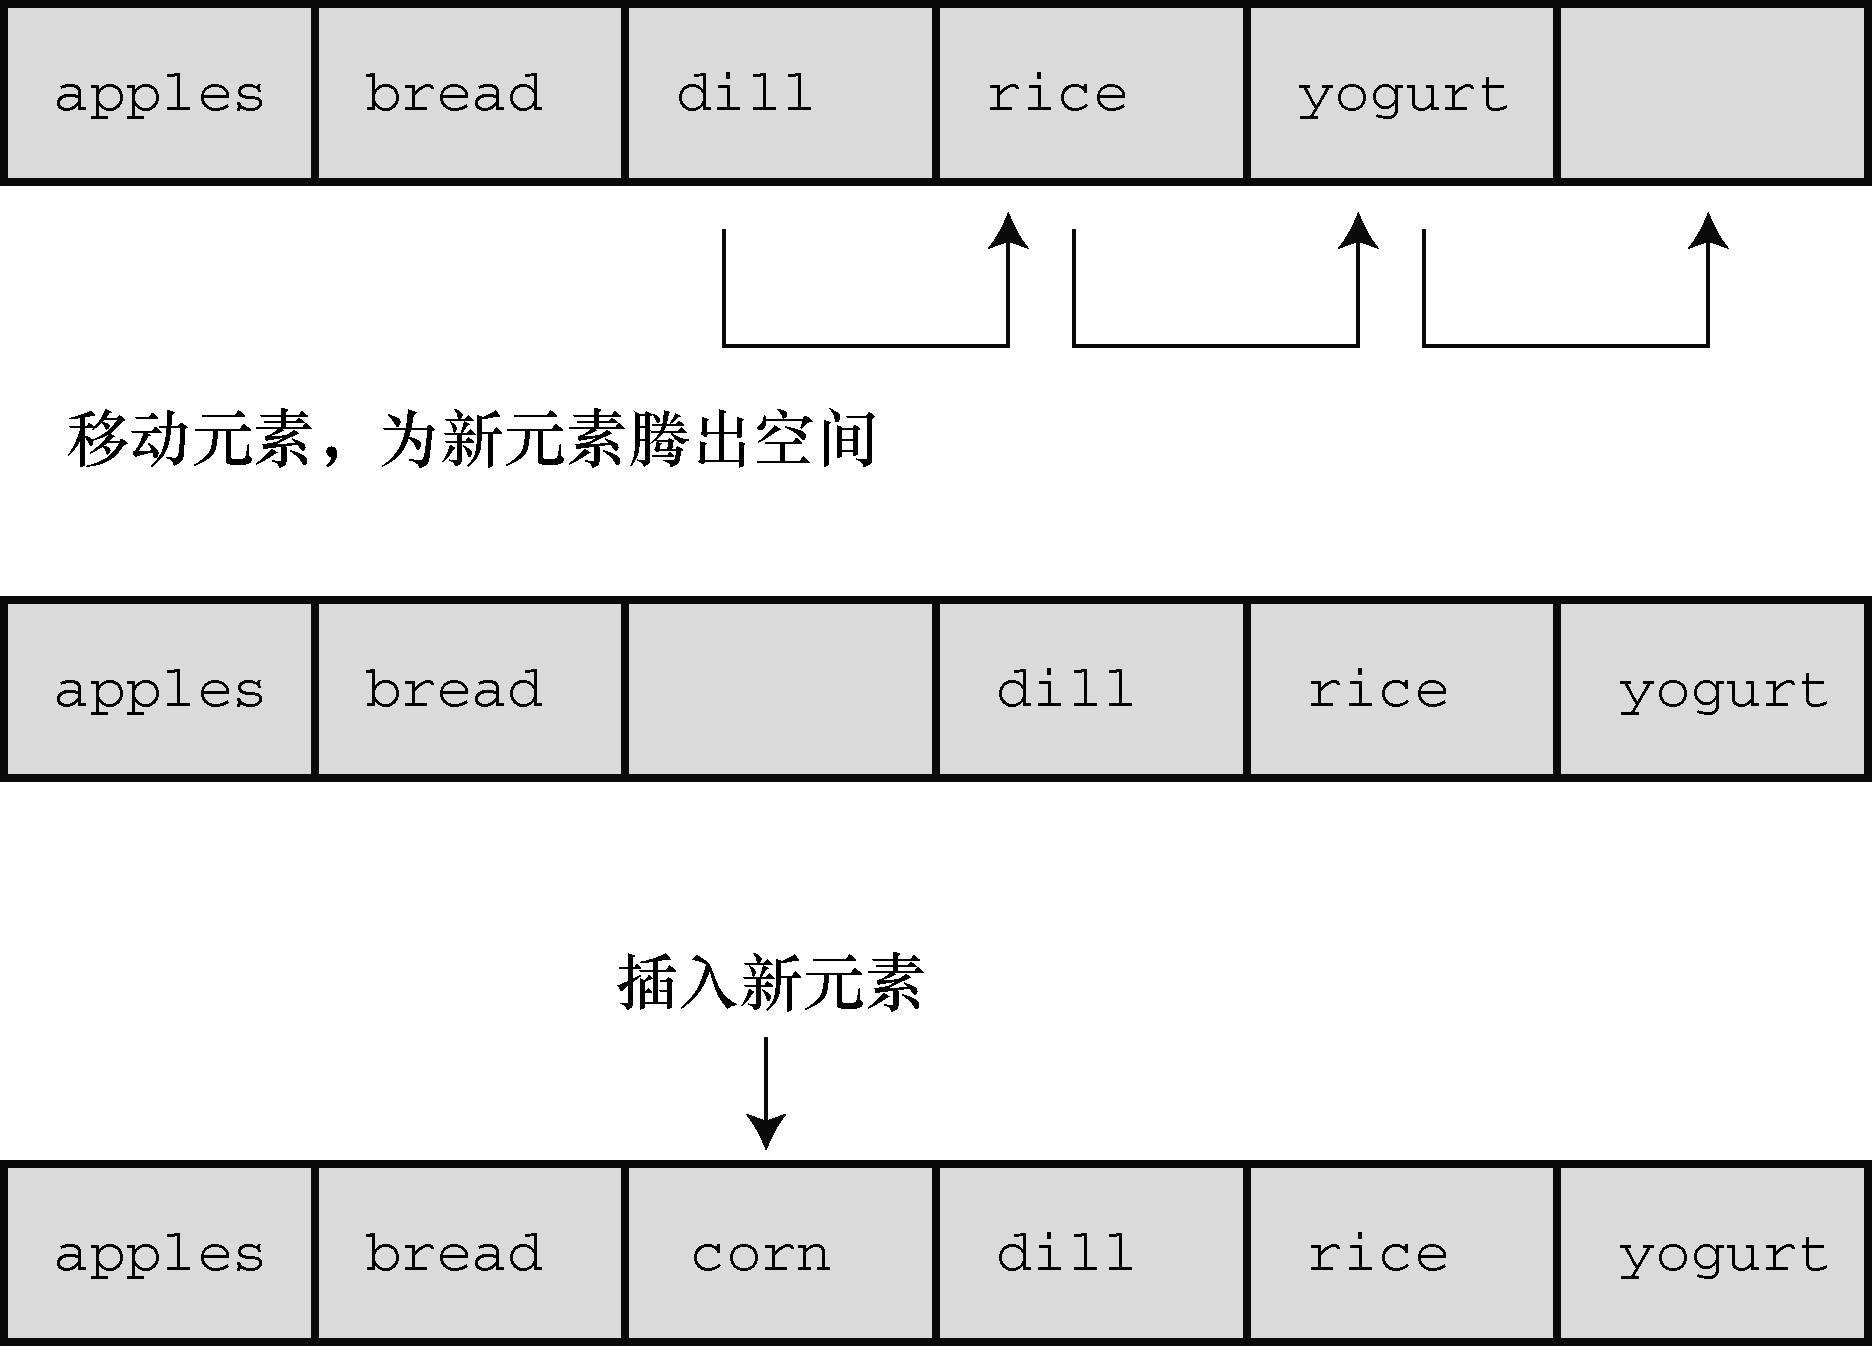 apples bread dill rice yogurt
移动元素，为新元素腾出空间
apples bread dill rice yogurt
插入新元素
apples bread corn dill rice yogurt